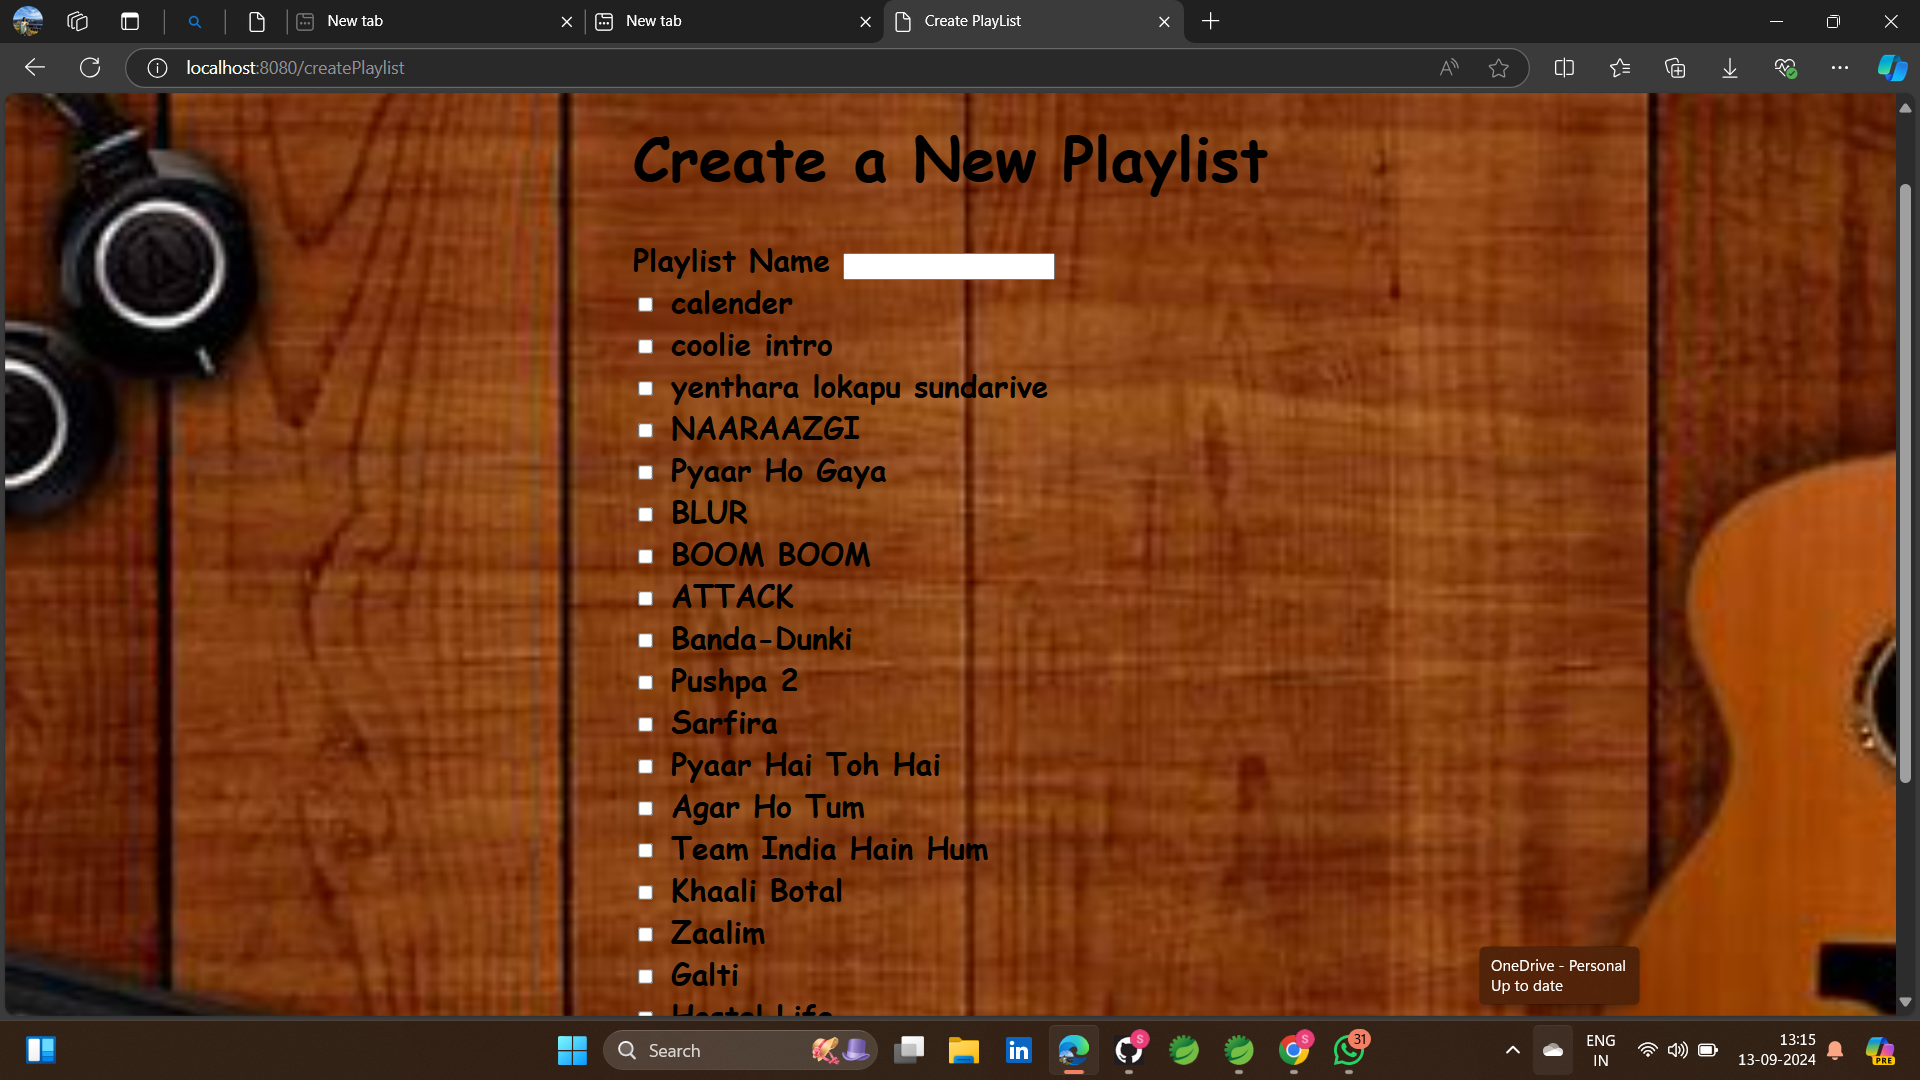 New tab
New tab
Create PlayList
localhost:8080/createPlaylist
Create a New Playlist
Playlist Name
calender
coolie intro
yenthara lokapu sundarive
NAARAAZGI
Pyaar Ho Gaya
BLUR
BOOM BOOM
ATTACK
Banda-Dunki
Pushpa 2
Sarfira
Pyaar Hai Toh Hai
Agar Ho Tum
Team India Hain Hum
Khaali Botal
Zaalim
Galti
Hostel Life
OneDrive - Personal
Up to date
Search
S
S
31
ENG
IN
13:15
13-09-2024
PRE